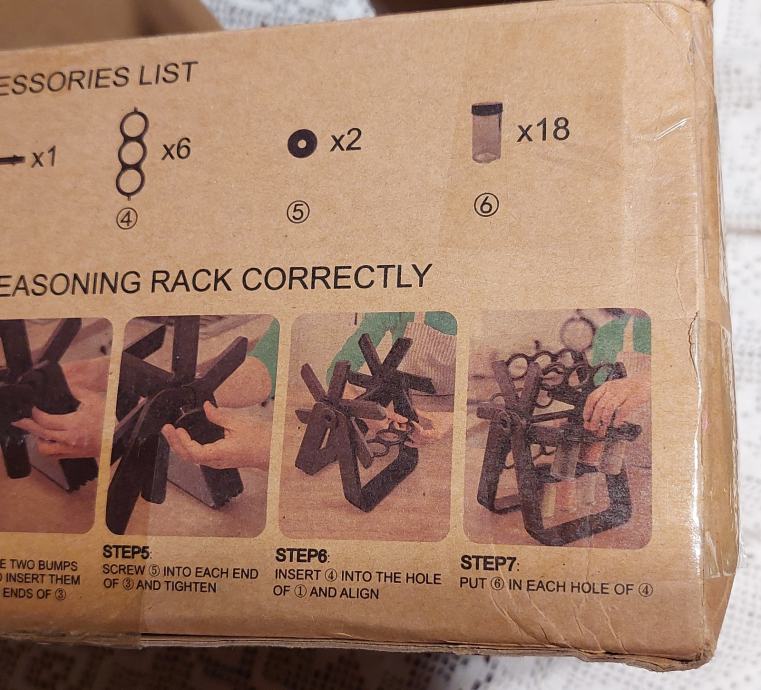 ESSORIES LIST
x1
x6
x2
x18
④
⑤
⑥
EASONING RACK CORRECTLY
E TWO BUMPS
INSERT THEM
ENDS OF ③
STEP5:
SCREW ⑤ INTO EACH END
OF ③ AND TIGHTEN
STEP6:
INSERT ④ INTO THE HOLE
OF ① AND ALIGN
STEP7:
PUT ⑥ IN EACH HOLE OF ④